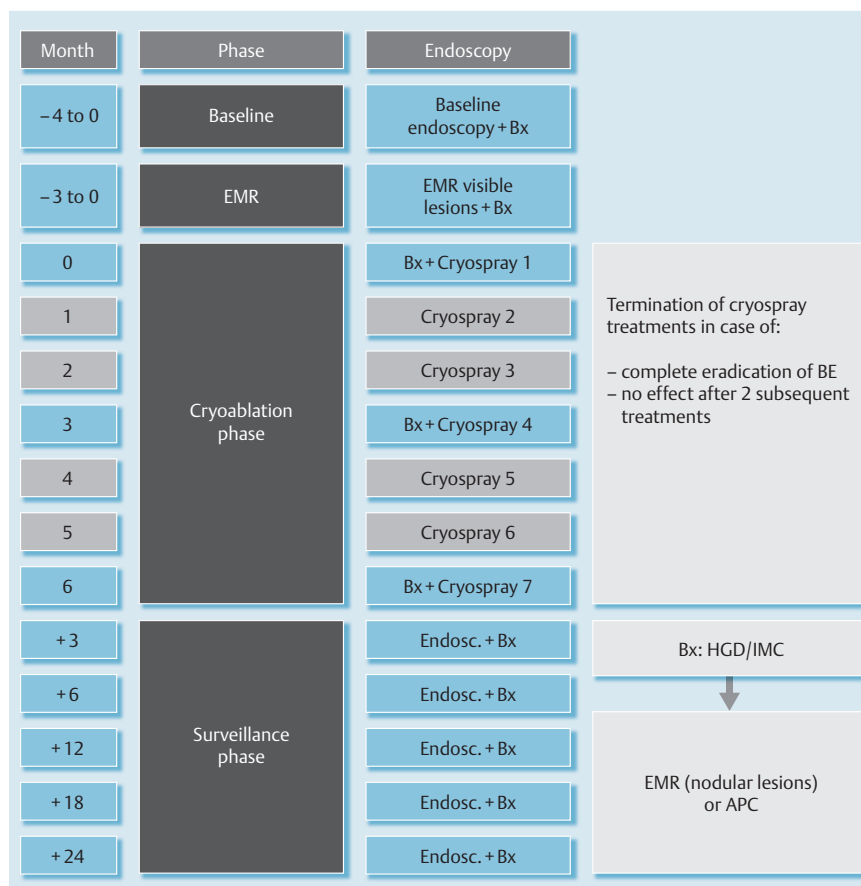 Month
Phase
Endoscopy
– 4 to 0
Baseline
Baseline
endoscopy + Bx
– 3 to 0
EMR
EMR visible
lesions + Bx
0
Bx + Cryospray 1
1
Cryospray 2
2
Cryospray 3
3
Bx + Cryospray 4
4
Cryospray 5
5
Cryospray 6
6
Bx + Cryospray 7
Cryoablation
phase
Termination of cryospray
treatments in case of:
– complete eradication of BE
– no effect after 2 subsequent
treatments
+ 3
Endosc. + Bx
+ 6
Endosc. + Bx
+ 12
Endosc. + Bx
+ 18
Endosc. + Bx
+ 24
Endosc. + Bx
Surveillance
phase
Bx: HGD/IMC
EMR (nodular lesions)
or APC